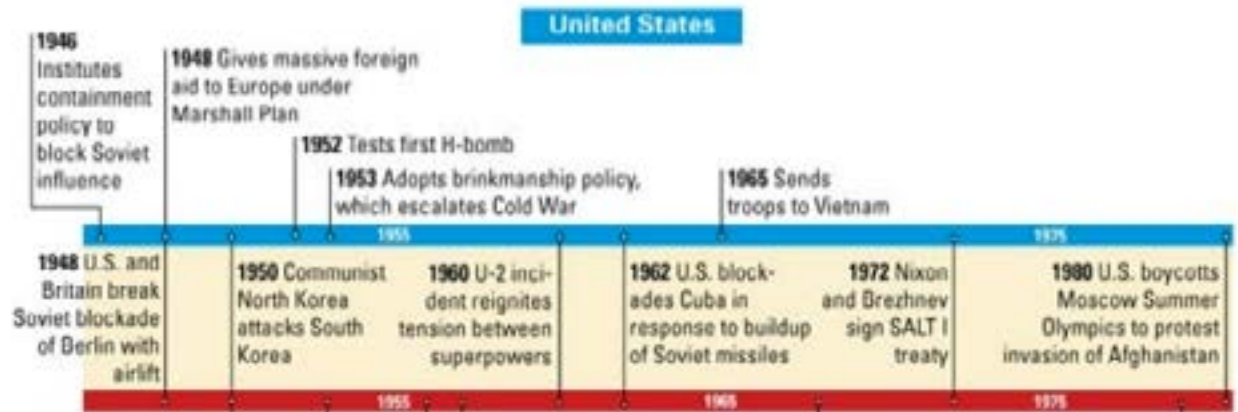 United States
1946
Institutes
containment
policy to
block Soviet
influence
1948 Gives massive foreign
aid to Europe under
Marshall Plan
1952 Tests first H-bomb
1953 Adopts brinkmanship policy,
which escalates Cold War
1965 Sends
troops to Vietnam
1955
1975
1948 U.S. and
Britain break
Soviet blockade
of Berlin with
airlift
1950 Communist
North Korea
attacks South
Korea
1960 U-2 inci-
dent reignites
tension between
superpowers
1962 U.S. block-
ades Cuba in
response to buildup
of Soviet missiles
1972 Nixon
and Brezhnev
sign SALT I
treaty
1980 U.S. boycotts
Moscow Summer
Olympics to protest
invasion of Afghanistan
1955
1965
1975